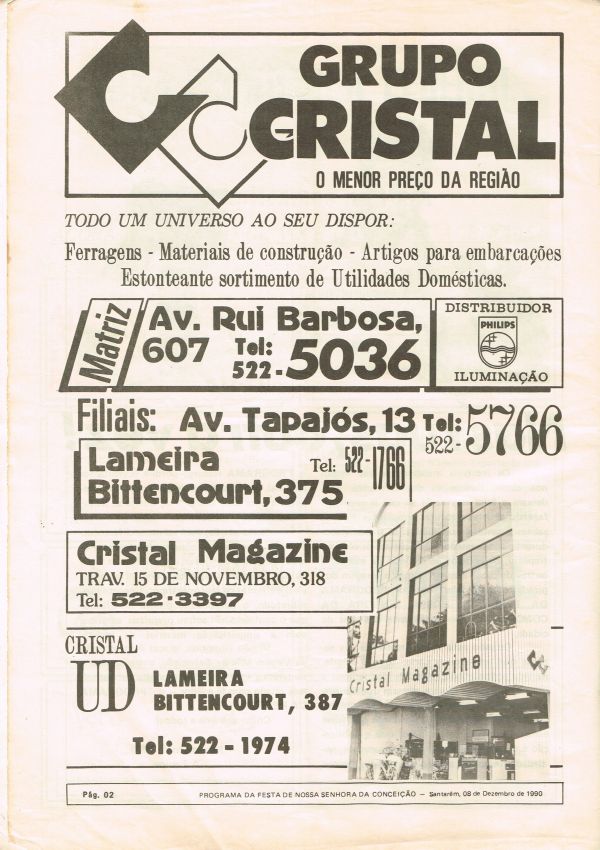 GRUPO
CRISTAL
O MENOR PREÇO DA REGIÃO
TODO UM UNIVERSO AO SEU DISPOR:
Ferragens - Materiais de construção - Artigos para embarcações
Estonteante sortimento de Utilidades Domésticas.
Matriz
Av. Rui Barbosa,
607 Tel:
522-5036
DISTRIBUIDOR
PHILIPS
ILUMINAÇÃO
Filiais: Av. Tapajós, 13 Tel:
522-5766
Lameira
Bittencourt, 375
Tel: 522-1766
Cristal Magazine
TRAV. 15 DE NOVEMBRO, 318
Tel: 522-3397
Cristal Magazine
CRISTAL
UD
LAMEIRA
BITTENCOURT, 387
Tel: 522 - 1974
Pág. 02 PROGRAMA DA FESTA DE NOSSA SENHORA DA CONCEIÇÃO — Santarém, 08 de Dezembro de 1990